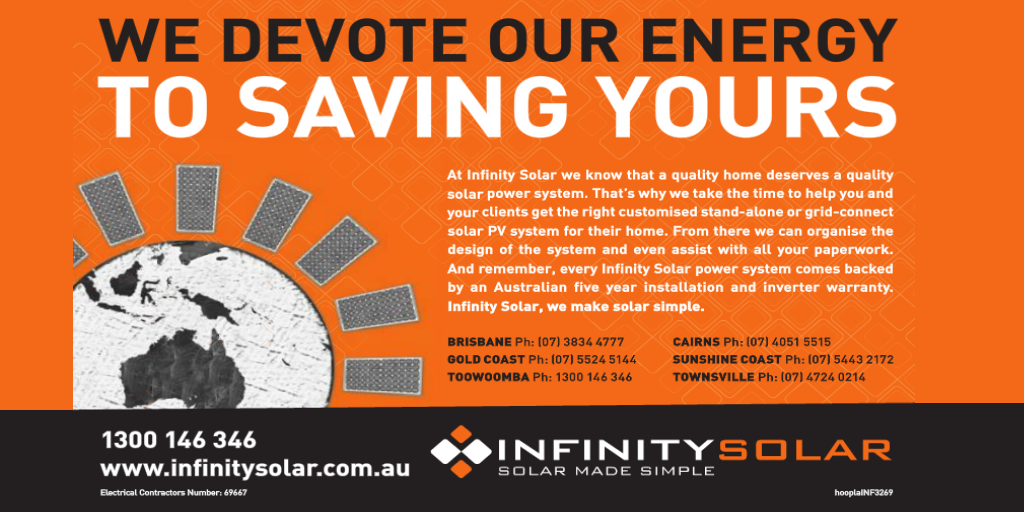 WE DEVOTE OUR ENERGY
TO SAVING YOURS
At Infinity Solar we know that a quality home deserves a quality
solar power system. That's why we take the time to help you and
your clients get the right customised stand-alone or grid-connect
solar PV system for their home. From there we can organise the
design of the system and even assist with all your paperwork.
And remember, every Infinity Solar power system comes backed
by an Australian five year installation and inverter warranty.
Infinity Solar, we make solar simple.
BRISBANE Ph: (07) 3834 4777
GOLD COAST Ph: (07) 5524 5144
TOOWOOMBA Ph: 1300 146 346
CAIRNS Ph: (07) 4051 5515
SUNSHINE COAST Ph: (07) 5443 2172
TOWNSVILLE Ph: (07) 4724 0214
1300 146 346
www.infinitysolar.com.au
Electrical Contractors Number: 69667
INFINITYSOLAR
SOLAR MADE SIMPLE
hooplaINF3269